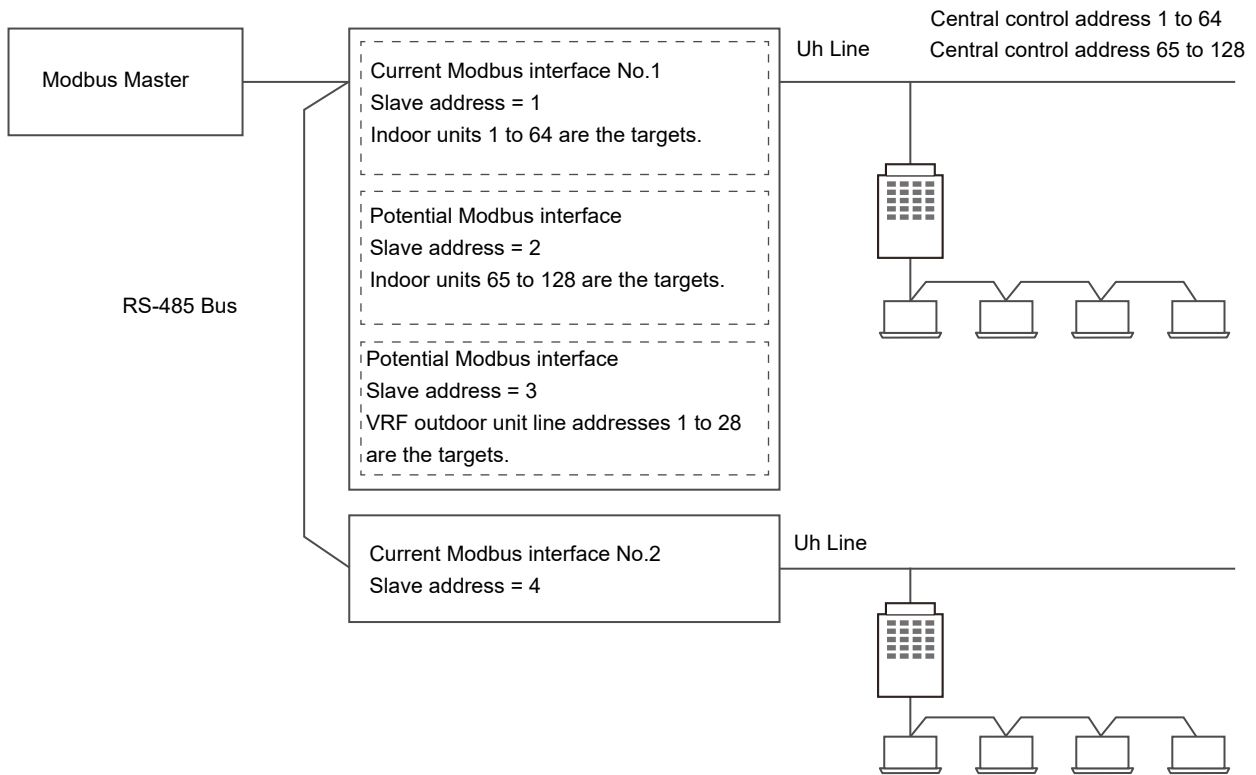 Central control address 1 to 64
Central control address 65 to 128
Uh Line
Modbus Master
Current Modbus interface No.1
Slave address = 1
Indoor units 1 to 64 are the targets.
Potential Modbus interface
Slave address = 2
Indoor units 65 to 128 are the targets.
RS-485 Bus
Potential Modbus interface
Slave address = 3
VRF outdoor unit line addresses 1 to 28
are the targets.
Uh Line
Current Modbus interface No.2
Slave address = 4